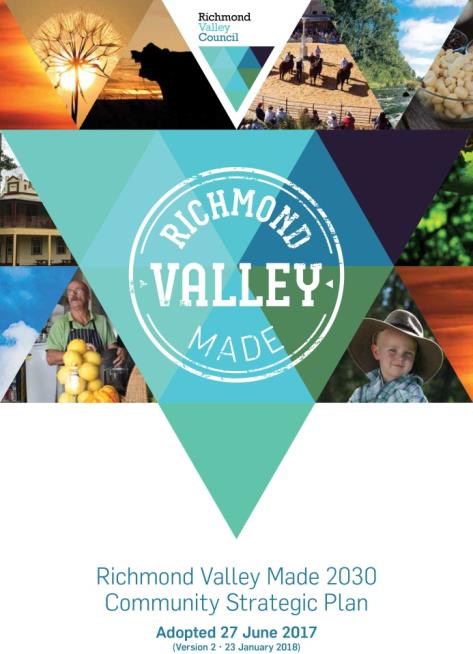 Richmond
Valley
Council
RICHMOND
VALLEY
MADE
Richmond Valley Made 2030
Community Strategic Plan
Adopted 27 June 2017
(Version 2 • 23 January 2018)